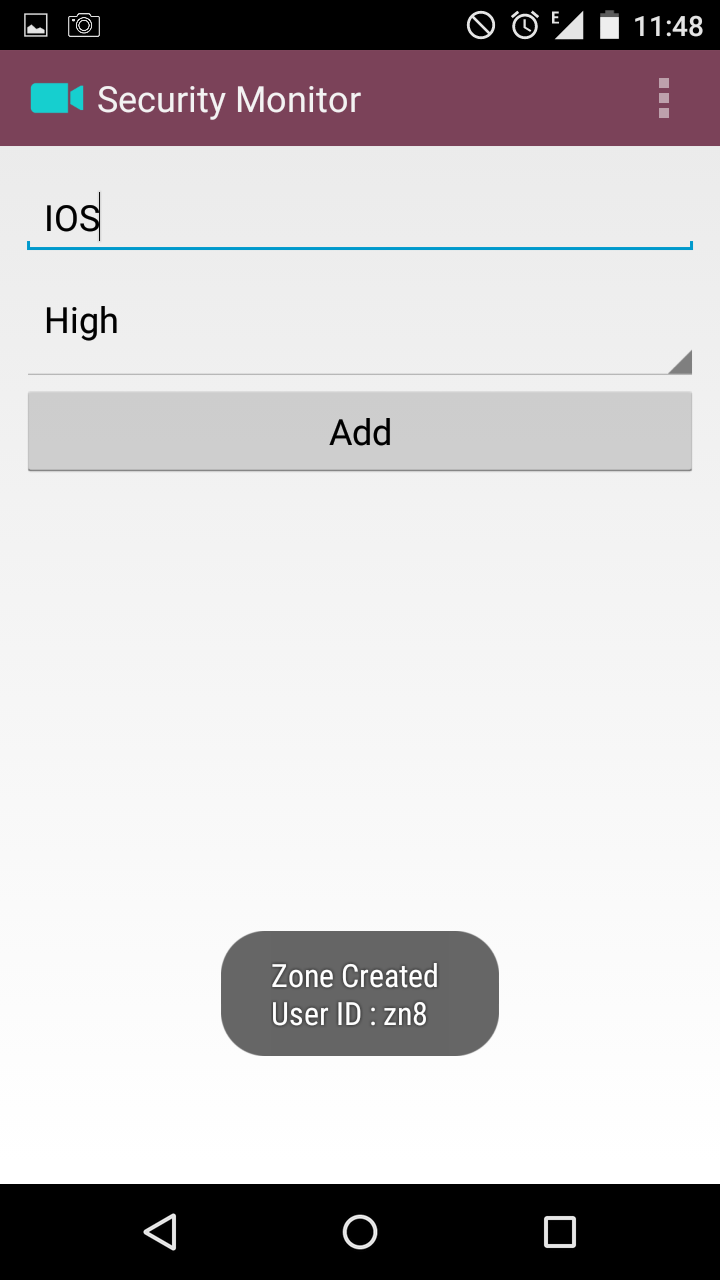 E 11:48
Security Monitor
IOS
High
Add
Zone Created
User ID : zn8